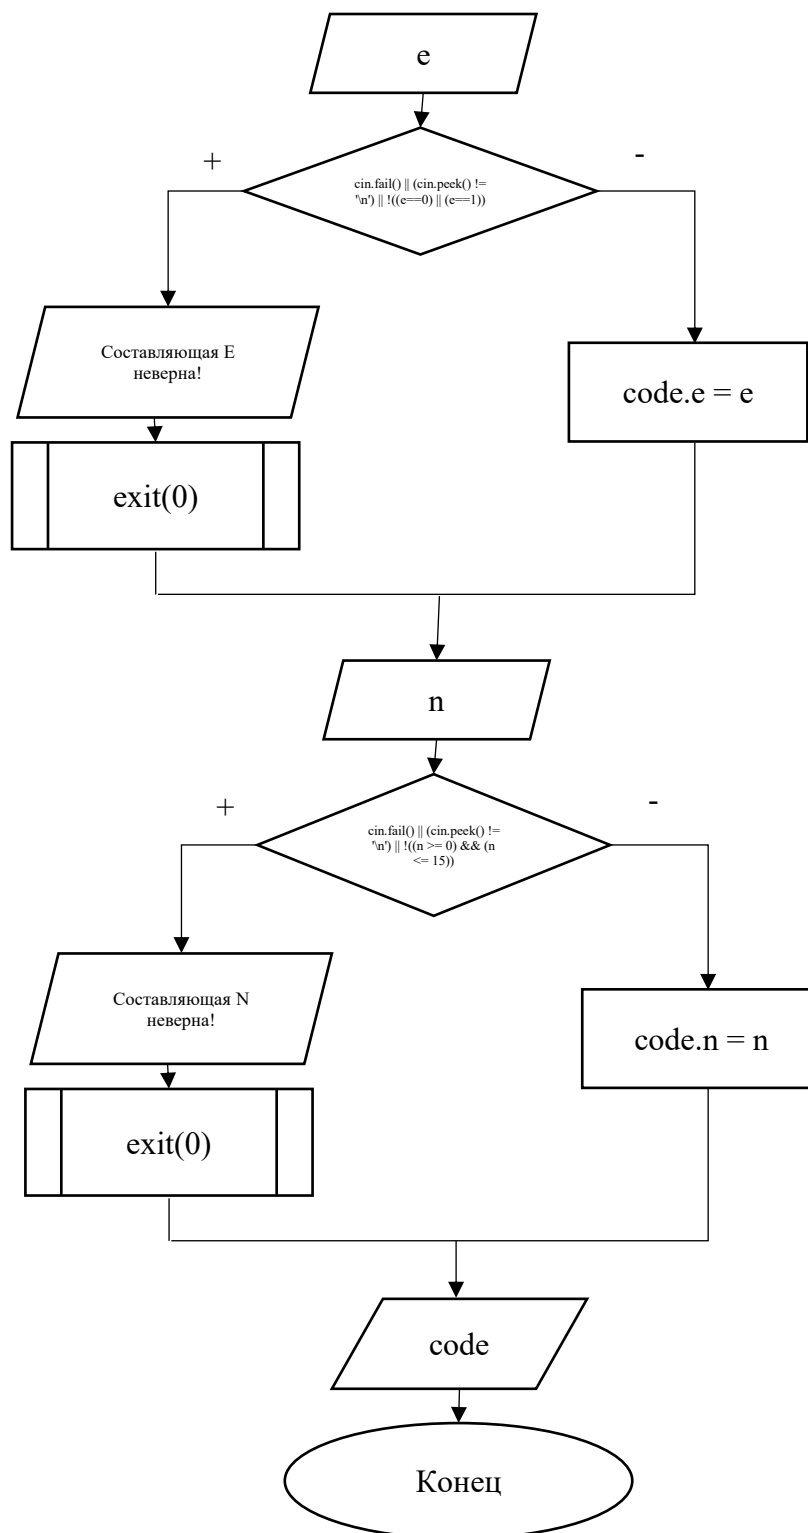 e
+
-
cin.fail() || (cin.peek() !=
'\n') || !((e==0) || (e==1))
Составляющая E
неверна!
code.e = e
exit(0)
n
+
-
cin.fail() || (cin.peek() !=
'\n') || !((n >= 0) && (n
<= 15))
Составляющая N
неверна!
code.n = n
exit(0)
code
Конец